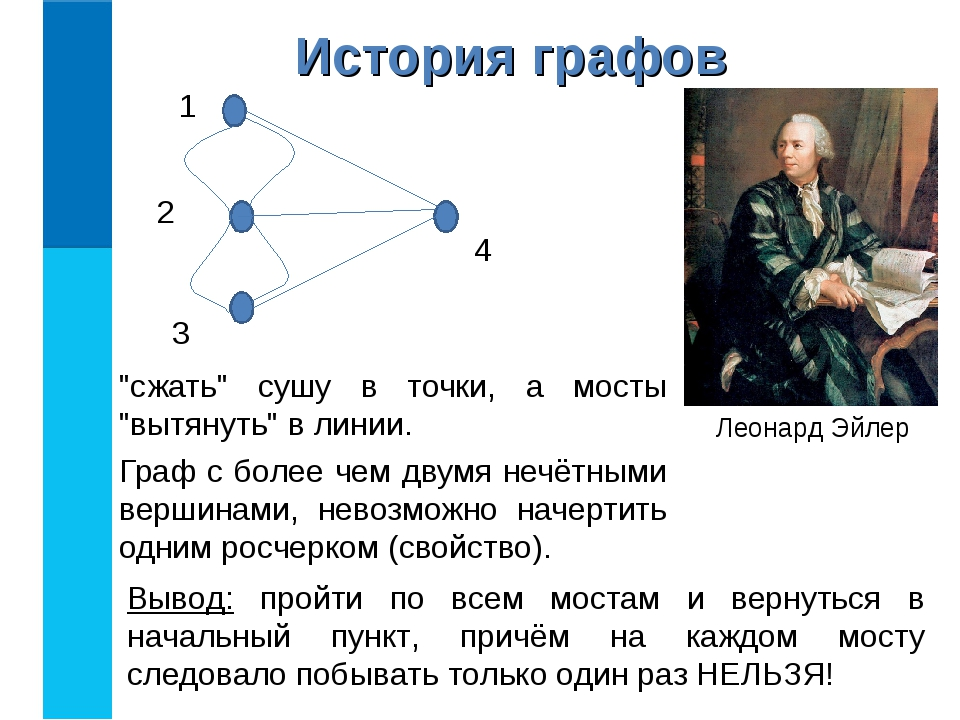 История графов
1
2
4
3
"сжать" сушу в точки, а мосты
"вытянуть" в линии.
Леонард Эйлер
Граф с более чем двумя нечётными
вершинами, невозможно начертить
одним росчерком (свойство).
Вывод: пройти по всем мостам и вернуться в
начальный пункт, причём на каждом мосту
следовало побывать только один раз НЕЛЬЗЯ!